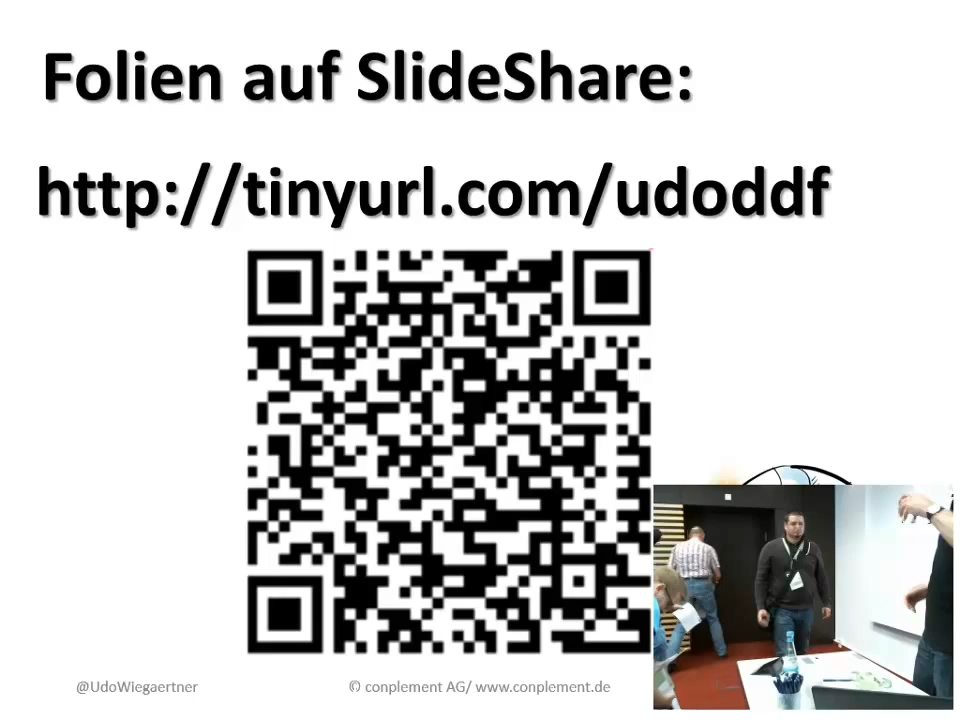 Folien auf SlideShare:
http://tinyurl.com/udoddf
@UdoWiegaertner
© conplement AG/ www.conplement.de